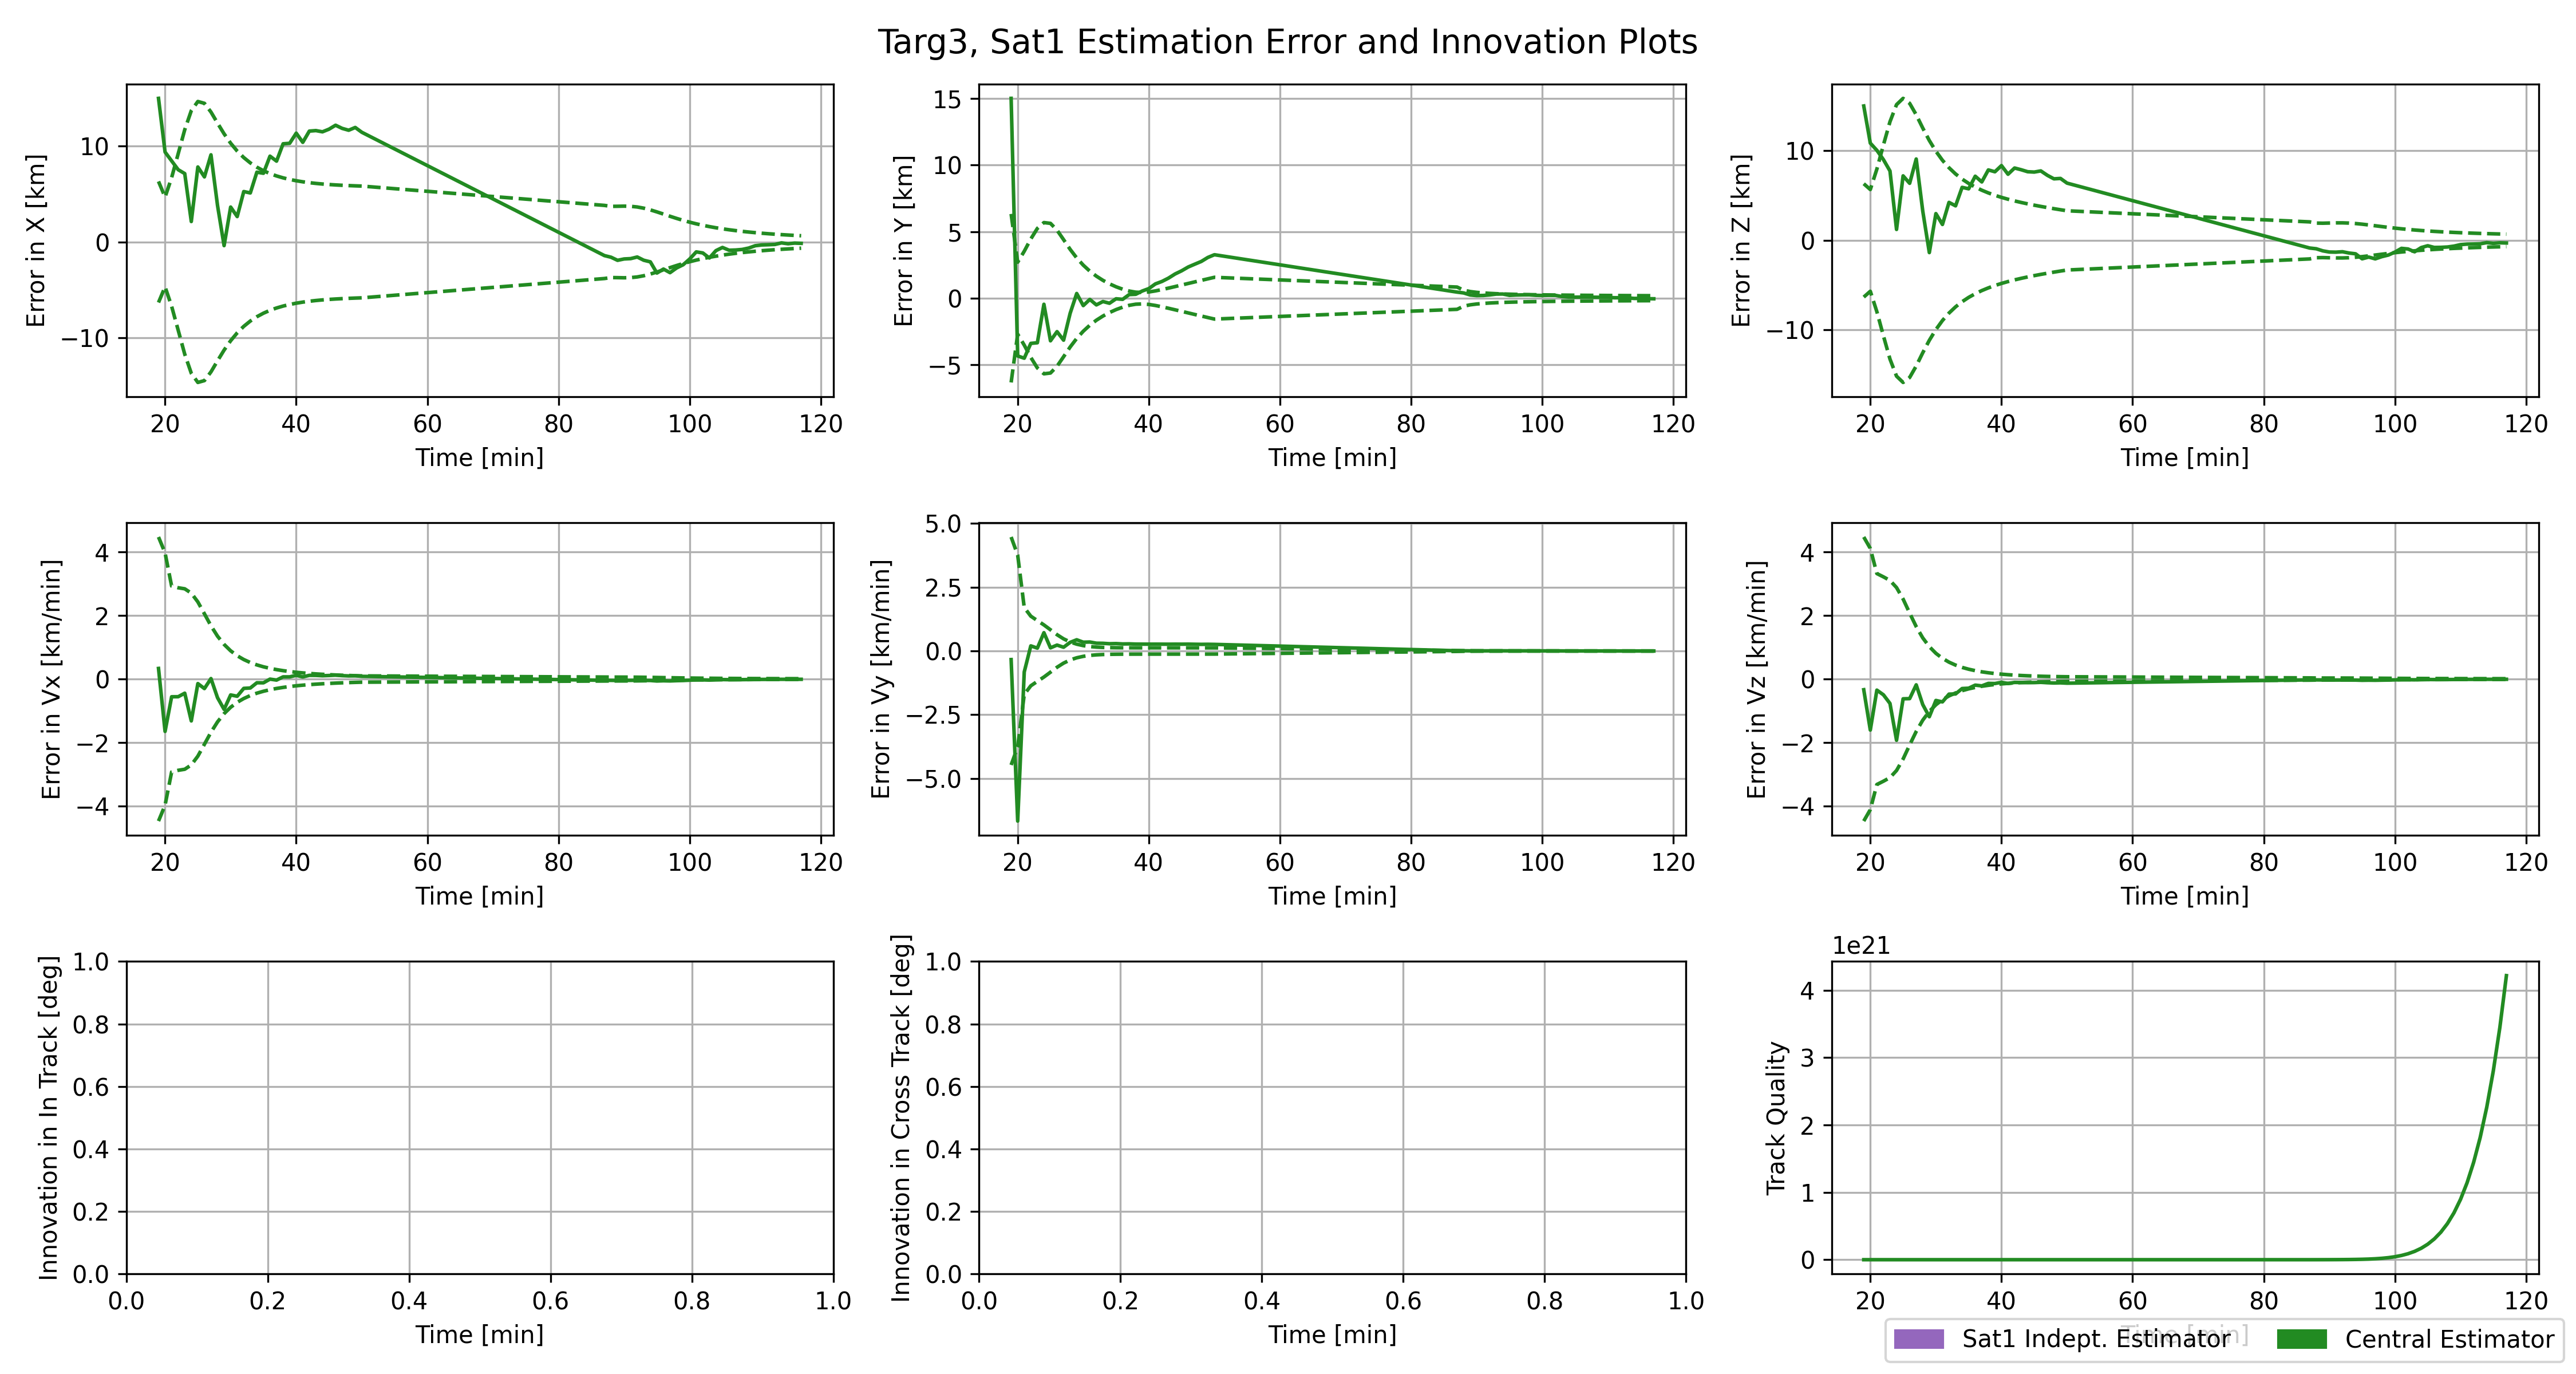 Targ3, Sat1 Estimation Error and Innovation Plots
Error in X [km]
10
0
−10
20 40 60 80 100 120
Time [min]
Error in Y [km]
15
10
5
0
−5
20 40 60 80 100 120
Time [min]
Error in Z [km]
10
0
−10
20 40 60 80 100 120
Time [min]
Error in Vx [km/min]
4
2
0
−2
−4
20 40 60 80 100 120
Time [min]
Error in Vy [km/min]
5.0
2.5
0.0
−2.5
−5.0
20 40 60 80 100 120
Time [min]
Error in Vz [km/min]
4
2
0
−2
−4
20 40 60 80 100 120
Time [min]
Innovation in In Track [deg]
1.0
0.8
0.6
0.4
0.2
0.0
0.0 0.2 0.4 0.6 0.8 1.0
Time [min]
Innovation in Cross Track [deg]
1.0
0.8
0.6
0.4
0.2
0.0
0.0 0.2 0.4 0.6 0.8 1.0
Time [min]
1e21
Track Quality
4
3
2
1
0
20 40 60 80 100 120
Time [min]
Sat1 Indept. Estimator
Central Estimator